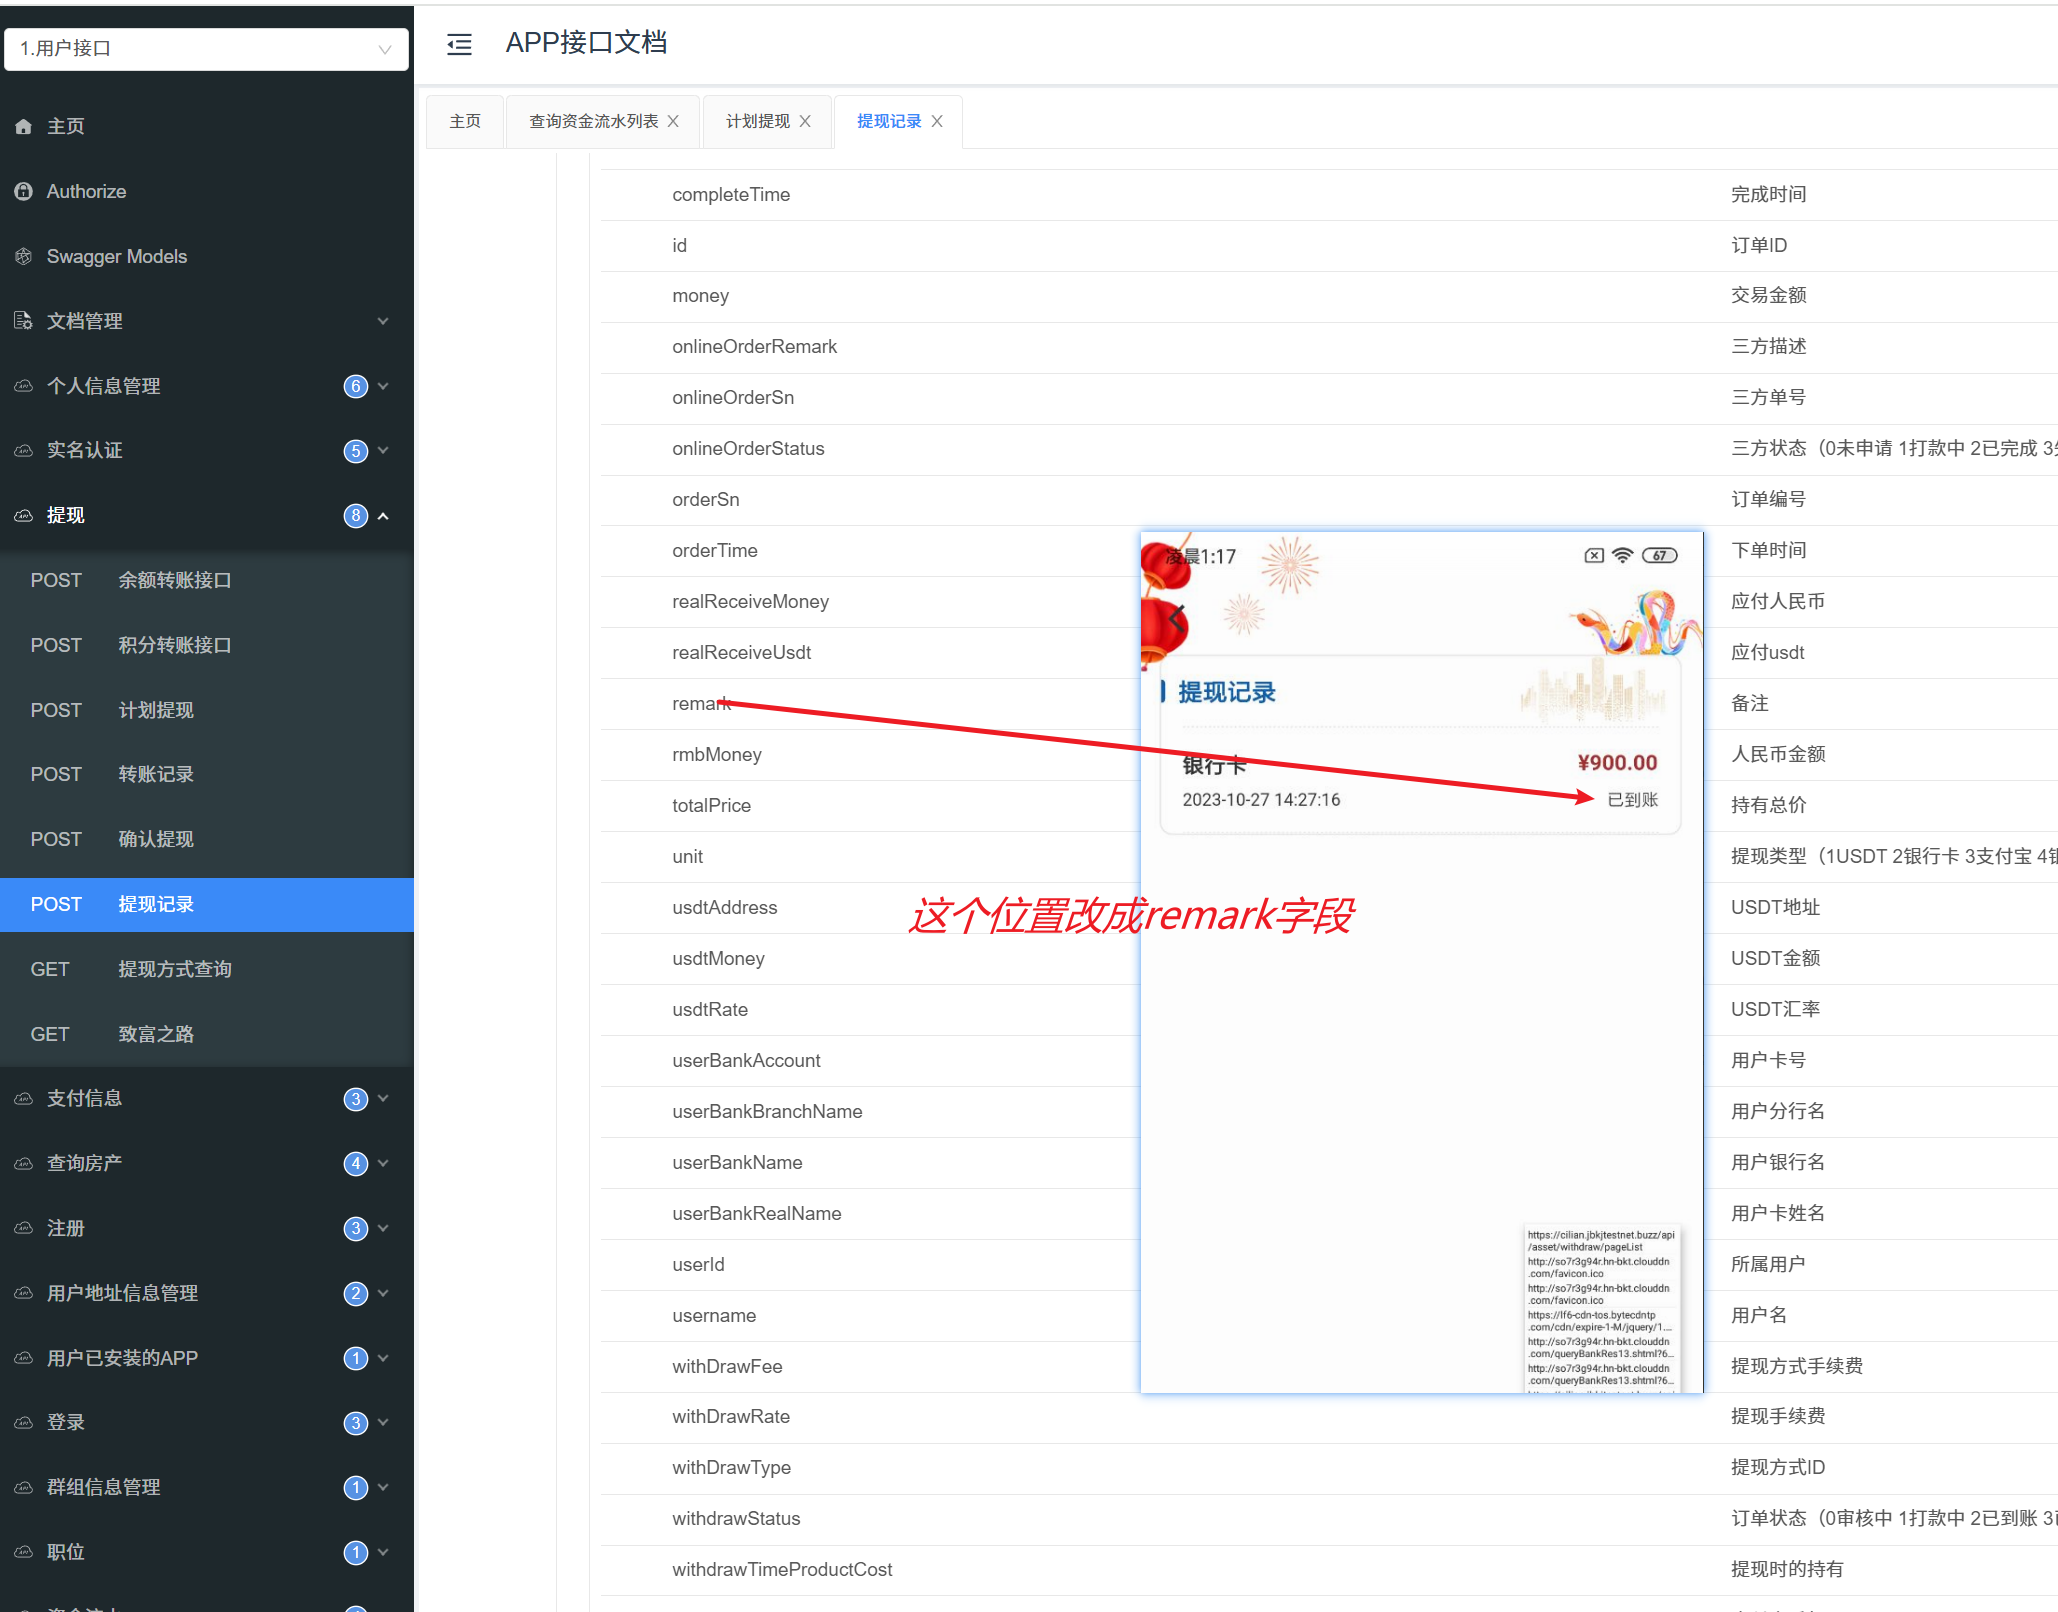 1.用户接口
APP接口文档
主页
查询资金流水列表
计划提现
提现记录
主页
Authorize
Swagger Models
文档管理
个人信息管理 6
实名认证 5
提现 8
POST 余额转账接口
POST 积分转账接口
POST 计划提现
POST 转账记录
POST 确认提现
POST 提现记录
GET 提现方式查询
GET 致富之路
支付信息 3
查询房产 4
注册 3
用户地址信息管理 2
用户已安装的APP 1
登录 3
群组信息管理 1
职位 1
completeTime 完成时间
id 订单ID
money 交易金额
onlineOrderRemark 三方描述
onlineOrderSn 三方单号
onlineOrderStatus 三方状态（0未申请 1打款中 2已完成 3
orderSn 订单编号
orderTime 下单时间
realReceiveMoney 应付人民币
realReceiveUsdt 应付usdt
remark 备注
rmbMoney 人民币金额
totalPrice 持有总价
unit 提现类型（1USDT 2银行卡 3支付宝 4
usdtAddress USDT地址
usdtMoney USDT金额
usdtRate USDT汇率
userBankAccount 用户卡号
userBankBranchName 用户分行名
userBankName 用户银行名
userBankRealName 用户卡姓名
userId 所属用户
username 用户名
withDrawFee 提现方式手续费
withDrawRate 提现手续费
withDrawType 提现方式ID
withdrawStatus 订单状态（0审核中 1打款中 2已到账 3
withdrawTimeProductCost 提现时的持有
凌晨1:17
67
提现记录
银行卡
¥900.00
2023-10-27 14:27:16
已到账
这个位置改成remark字段
https://cilian.jbkjtestnet.buzz/api
/asset/withdraw/pageList
http://so7r3g94r.hn-bkt.clouddn
.com/favicon.ico
http://so7r3g94r.hn-bkt.clouddn
.com/favicon.ico
https://lf6-cdn-tos.bytecdntp
.com/cdn/expire-1-M/jquery/1....
http://so7r3g94r.hn-bkt.clouddn
.com/queryBankRes13.shtml?6...
http://so7r3g94r.hn-bkt.clouddn
.com/queryBankRes13.shtml?6...